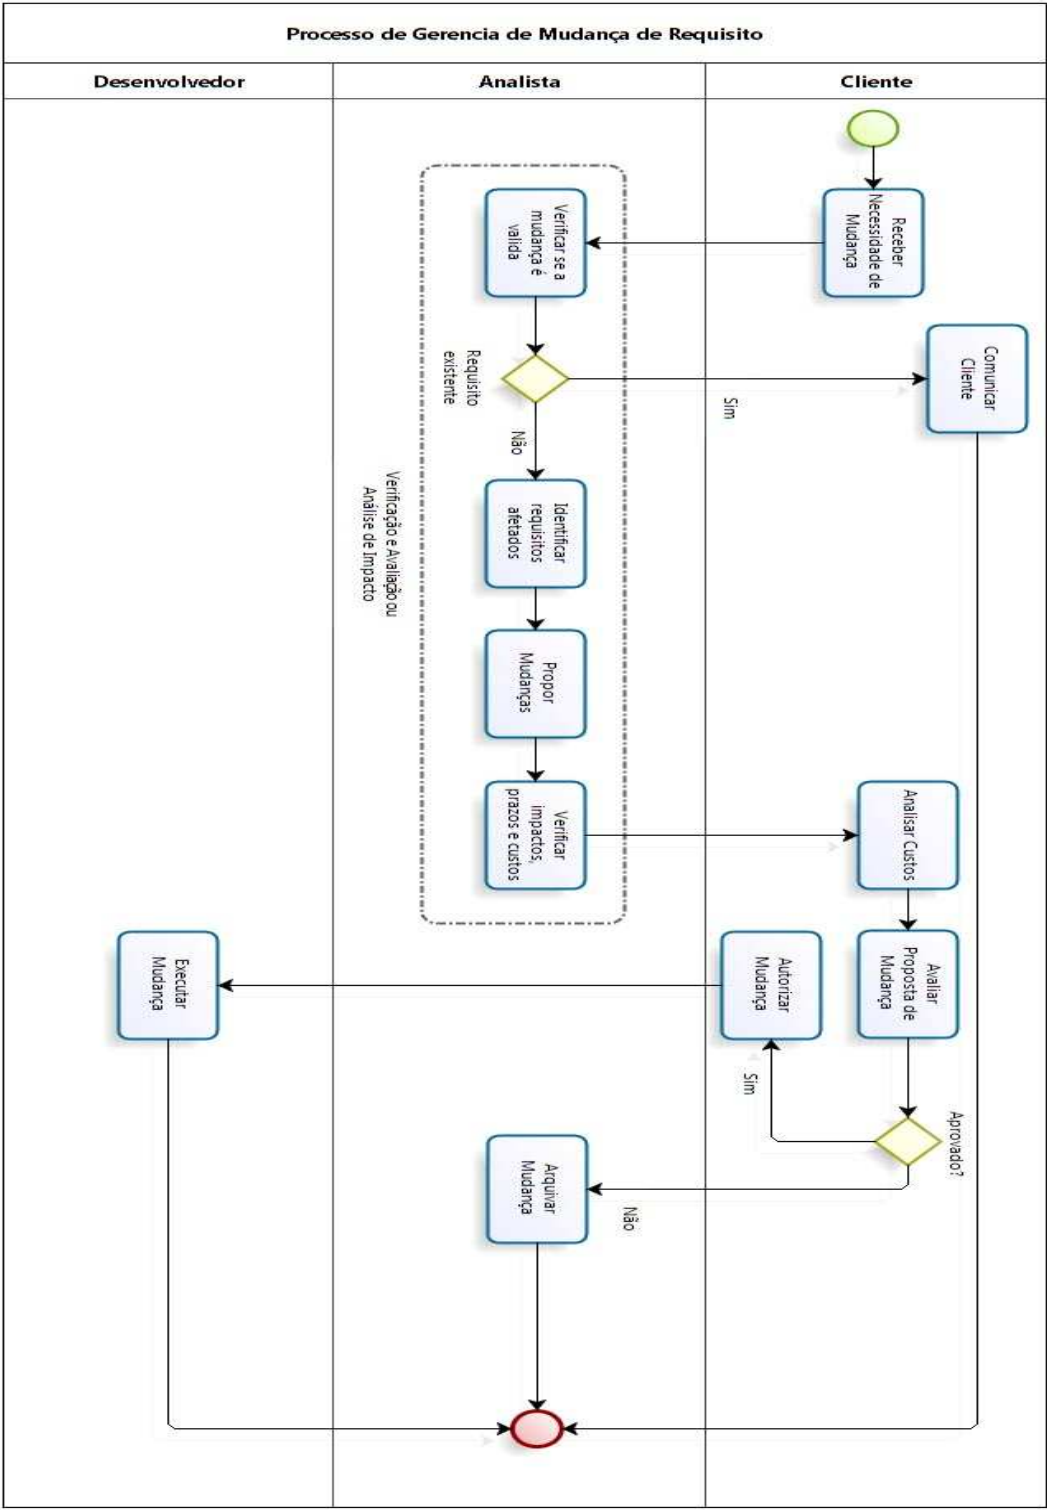 Processo de Gerencia de Mudança de Requisito
Desenvolvedor
Analista
Cliente
Receber
Necessidade de
Mudança
Verificar se a
mudança é
valida
Requisito
existente
Sim
Comunicar
Cliente
Não
Identificar
requisitos
afetados
Propor
Mudanças
Verificar
impactos,
prazos e custos
Verificação e Avaliação ou
Análise de Impacto
Analisar Custos
Avaliar
Proposta de
Mudança
Aprovado?
Sim
Autorizar
Mudança
Executar
Mudança
Não
Arquivar
Mudança